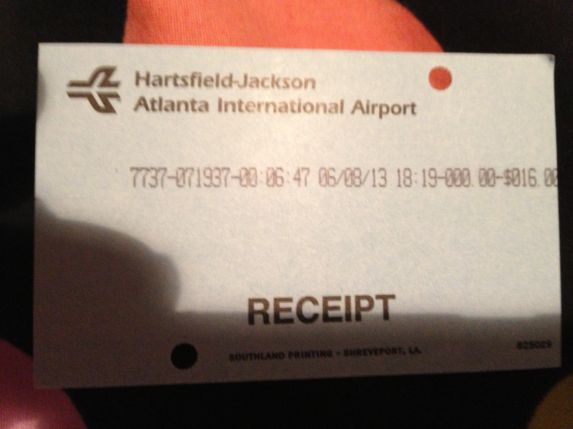 Hartsfield-Jackson
Atlanta International Airport
7737-071937-00:06:47 06/08/13 18:19-000.00-$016.00
RECEIPT
SOUTHLAND PRINTING - SHREVEPORT, LA.
825029